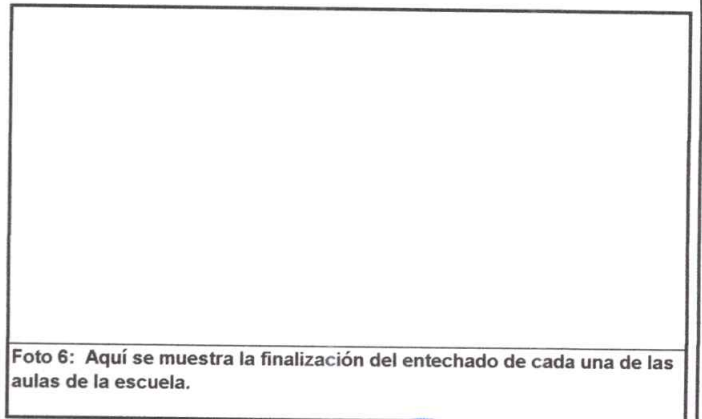 Foto 6: Aquí se muestra la finalización del entechado de cada una de las
aulas de la escuela.